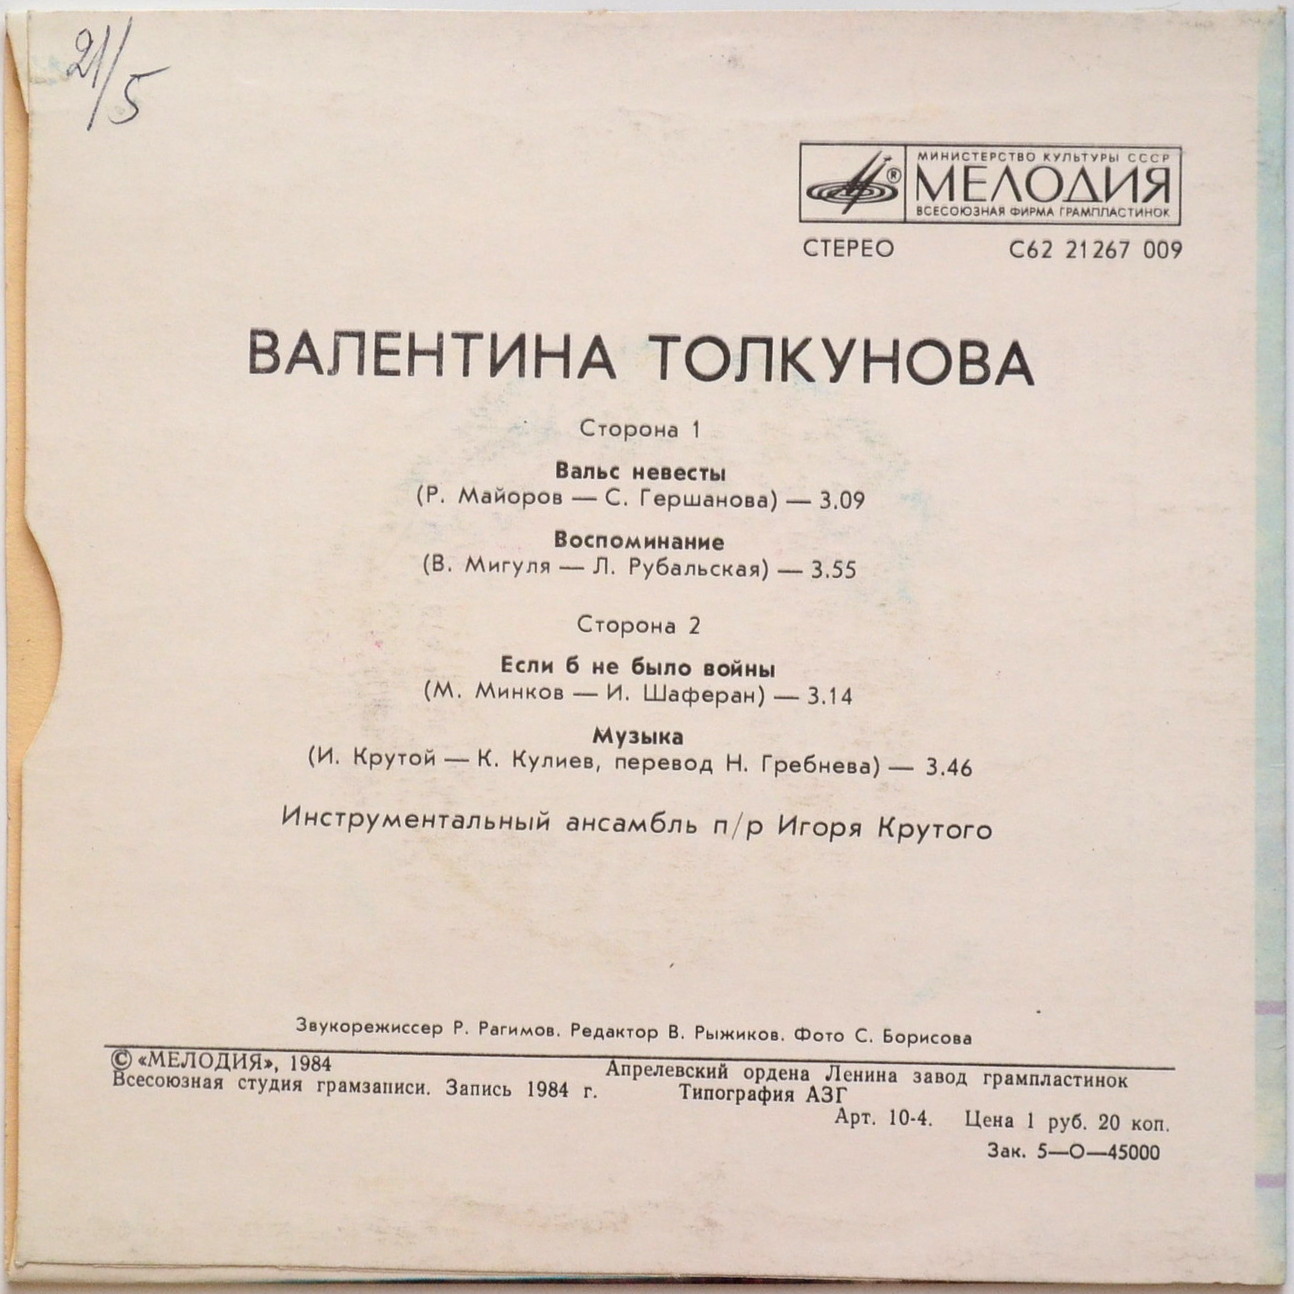 21/5
МИНИСТЕРСТВО КУЛЬТУРЫ СССР
МЕЛОДИЯ
®
ВСЕСОЮЗНАЯ ФИРМА ГРАМПЛАСТИНОК
СТЕРЕО С62 21267 009
ВАЛЕНТИНА ТОЛКУНОВА
Сторона 1
Вальс невесты
(Р. Майоров — С. Гершанова) — 3.09
Воспоминание
(В. Мигуля — Л. Рубальская) — 3.55
Сторона 2
Если б не было войны
(М. Минков — И. Шаферан) — 3.14
Музыка
(И. Крутой — К. Кулиев, перевод Н. Гребнева) — 3.46
Инструментальный ансамбль п/р Игоря Крутого
Звукорежиссер Р. Рагимов. Редактор В. Рыжиков. Фото С. Борисова
© «МЕЛОДИЯ», 1984 Апрелевский ордена Ленина завод грампластинок
Всесоюзная студия грамзаписи. Запись 1984 г. Типография АЗГ
Арт. 10-4. Цена 1 руб. 20 коп.
Зак. 5—О—45000